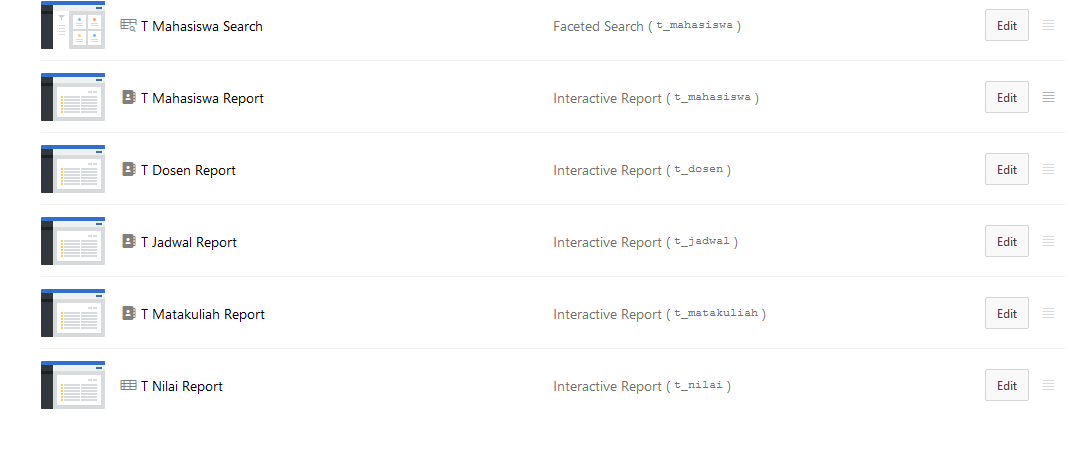 T Mahasiswa Search Faceted Search ( t_mahasiswa ) Edit
T Mahasiswa Report Interactive Report ( t_mahasiswa ) Edit
T Dosen Report Interactive Report ( t_dosen ) Edit
T Jadwal Report Interactive Report ( t_jadwal ) Edit
T Matakuliah Report Interactive Report ( t_matakuliah ) Edit
T Nilai Report Interactive Report ( t_nilai ) Edit